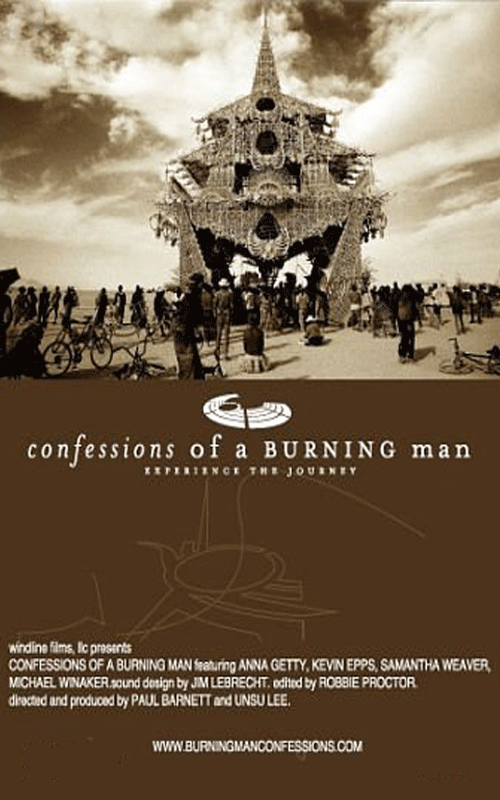 confessions of a BURNING man
EXPERIENCE THE JOURNEY
windline films, llc presents
CONFESSIONS OF A BURNING MAN featuring ANNA GETTY, KEVIN EPPS, SAMANTHA WEAVER,
MICHAEL WINAKER.sound design by JIM LEBRECHT. edited by ROBBIE PROCTOR.
directed and produced by PAUL BARNETT and UNSU LEE.
WWW.BURNINGMANCONFESSIONS.COM